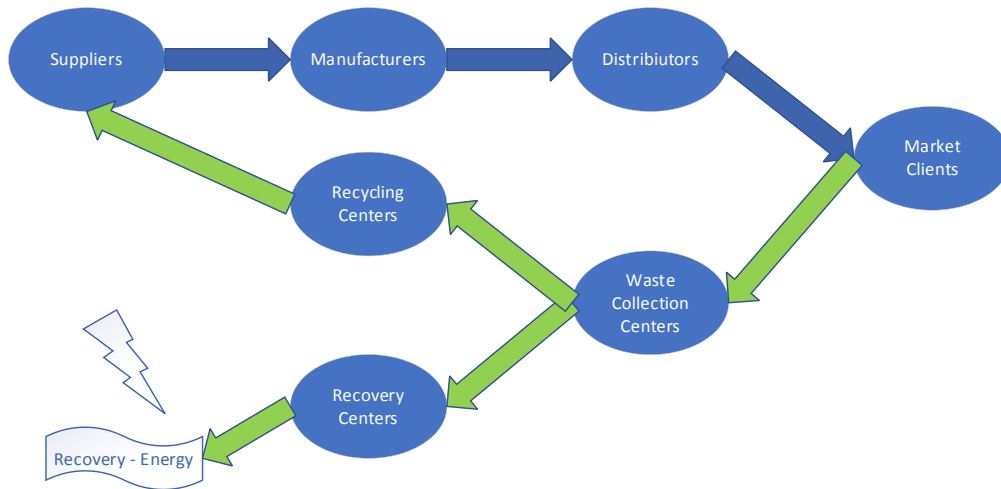 Suppliers
Manufacturers
Distribiutors
Market
Clients
Recycling
Centers
Waste
Collection
Centers
Recovery
Centers
Recovery - Energy